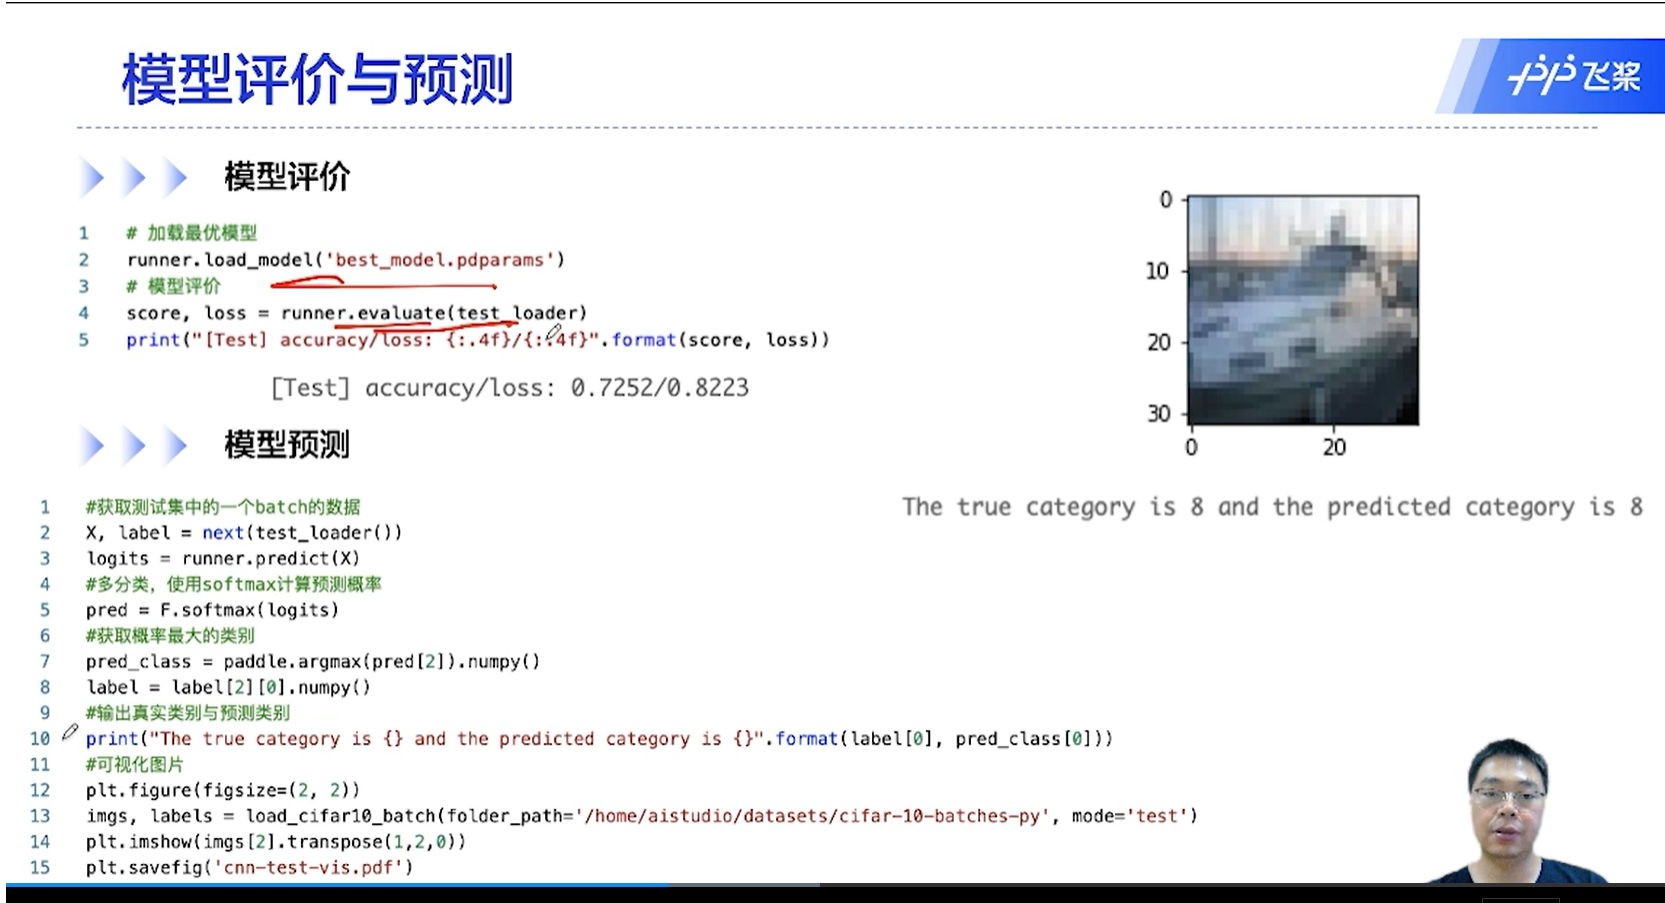 模型评价与预测
飞桨
模型评价
1 # 加载最优模型
2 runner.load_model('best_model.pdparams')
3 # 模型评价
4 score, loss = runner.evaluate(test_loader)
5 print("[Test] accuracy/loss: {:.4f}/{:.4f}".format(score, loss))
[Test] accuracy/loss: 0.7252/0.8223
0
10
20
30
0 20
The true category is 8 and the predicted category is 8
模型预测
1 #获取测试集中的一个batch的数据
2 X, label = next(test_loader())
3 logits = runner.predict(X)
4 #多分类，使用softmax计算预测概率
5 pred = F.softmax(logits)
6 #获取概率最大的类别
7 pred_class = paddle.argmax(pred[2]).numpy()
8 label = label[2][0].numpy()
9 #输出真实类别与预测类别
10 print("The true category is {} and the predicted category is {}".format(label[0], pred_class[0]))
11 #可视化图片
12 plt.figure(figsize=(2, 2))
13 imgs, labels = load_cifar10_batch(folder_path='/home/aistudio/datasets/cifar-10-batches-py', mode='test')
14 plt.imshow(imgs[2].transpose(1,2,0))
15 plt.savefig('cnn-test-vis.pdf')